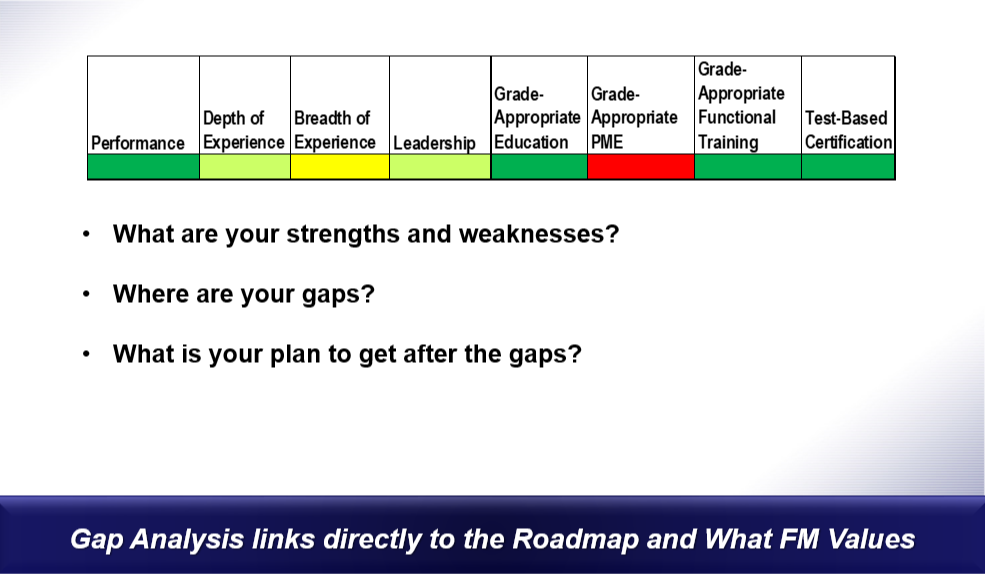 Performance
Depth of
Experience
Breadth of
Experience
Leadership
Grade-
Appropriate
Education
Grade-
Appropriate
PME
Grade-
Appropriate
Functional
Training
Test-Based
Certification
• What are your strengths and weaknesses?
• Where are your gaps?
• What is your plan to get after the gaps?
Gap Analysis links directly to the Roadmap and What FM Values